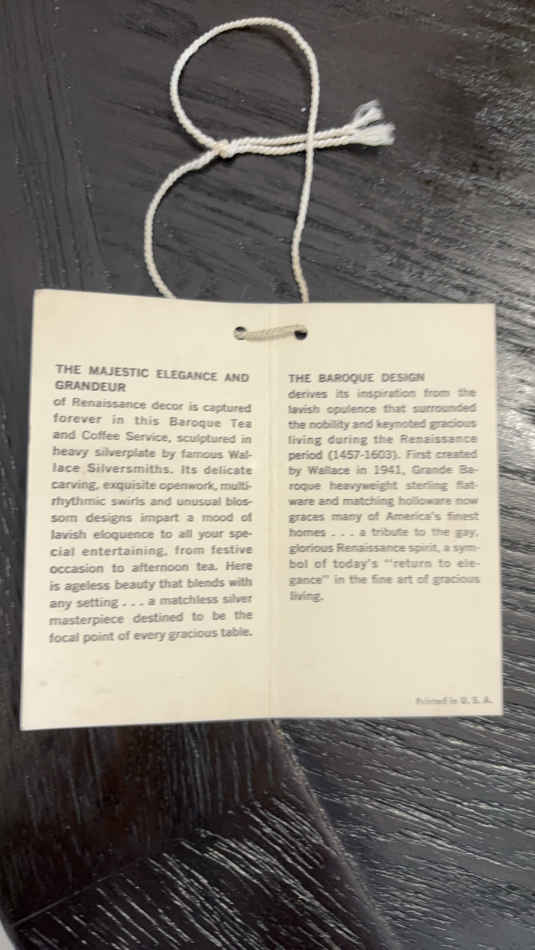 THE MAJESTIC ELEGANCE AND
GRANDEUR
of Renaissance decor is captured
forever in this Baroque Tea
and Coffee Service, sculptured in
heavy silverplate by famous Wal-
lace Silversmiths. Its delicate
carving, exquisite openwork, multi-
rhythmic swirls and unusual blos-
som designs impart a mood of
lavish eloquence to all your spe-
cial entertaining, from festive
occasion to afternoon tea. Here
is ageless beauty that blends with
any setting . . . a matchless silver
masterpiece destined to be the
focal point of every gracious table.
THE BAROQUE DESIGN
derives its inspiration from the
lavish opulence that surrounded
the nobility and keynoted gracious
living during the Renaissance
period (1457-1603). First created
by Wallace in 1941, Grande Ba-
roque heavyweight sterling flat-
ware and matching holloware now
graces many of America's finest
homes . . . a tribute to the gay,
glorious Renaissance spirit, a sym-
bol of today's "return to ele-
gance" in the fine art of gracious
living.
Printed in U. S. A.